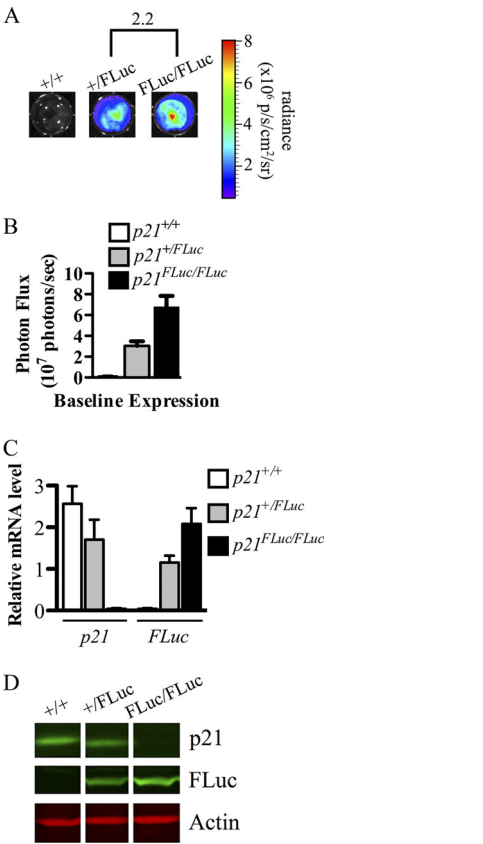 A
2.2
+/+
+/FLuc
FLuc/FLuc
8
6
4
2
radiance
(x10⁶ p/s/cm²/sr)
B
p21+/+
p21+/FLuc
p21FLuc/FLuc
Photon Flux
(10⁷ photons/sec)
10
8
6
4
2
0
Baseline Expression
C
Relative mRNA level
3
2
1
0
p21+/+
p21+/FLuc
p21FLuc/FLuc
p21 FLuc
D
+/+ +/FLuc FLuc/FLuc
p21
FLuc
Actin